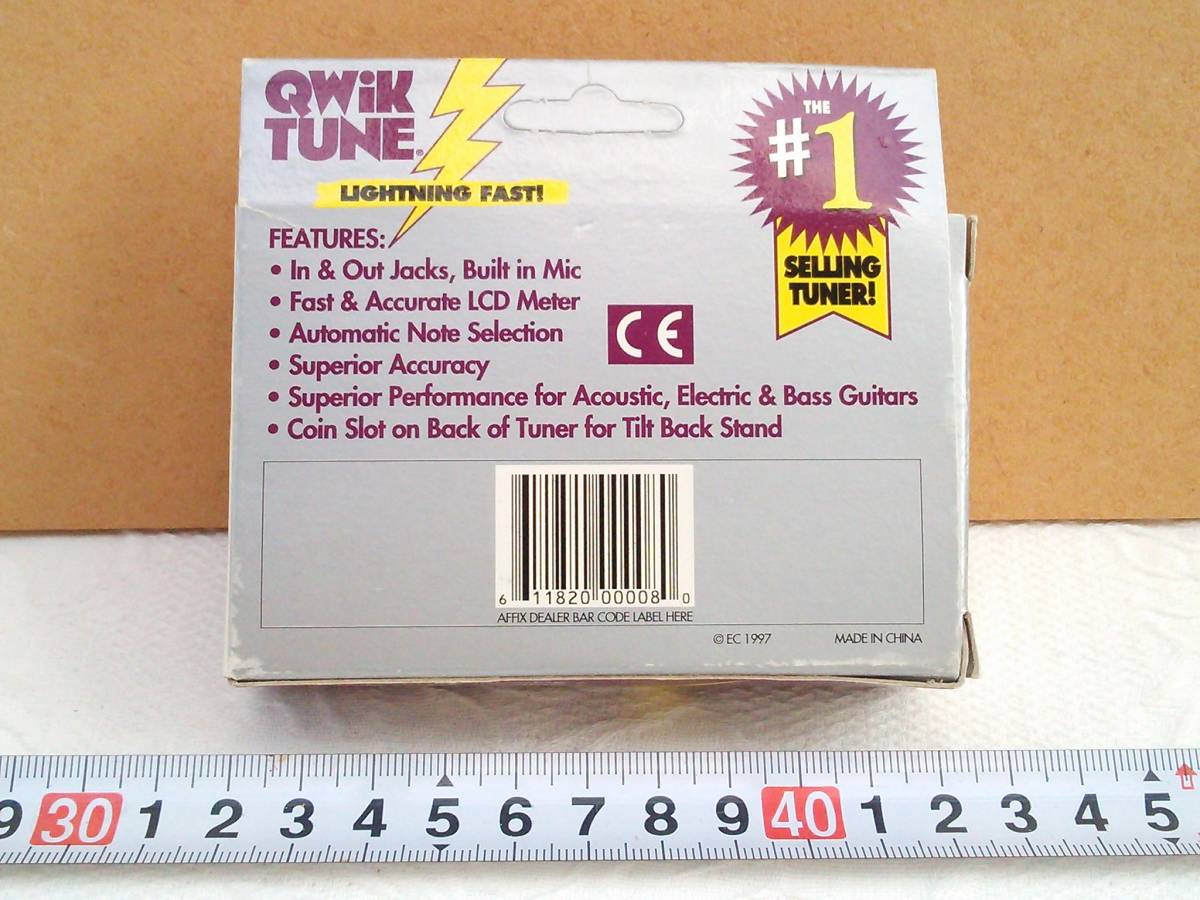 QWiK
TUNE®
LIGHTNING FAST!
THE
#1
SELLING
TUNER!
FEATURES:
• In & Out Jacks, Built in Mic
• Fast & Accurate LCD Meter
• Automatic Note Selection
• Superior Accuracy
• Superior Performance for Acoustic, Electric & Bass Guitars
• Coin Slot on Back of Tuner for Tilt Back Stand
CE
6 11820 00008 0
AFFIX DEALER BAR CODE LABEL HERE
© EC 1997 MADE IN CHINA
9 30 1 2 3 4 5 6 7 8 9 40 1 2 3 4 5